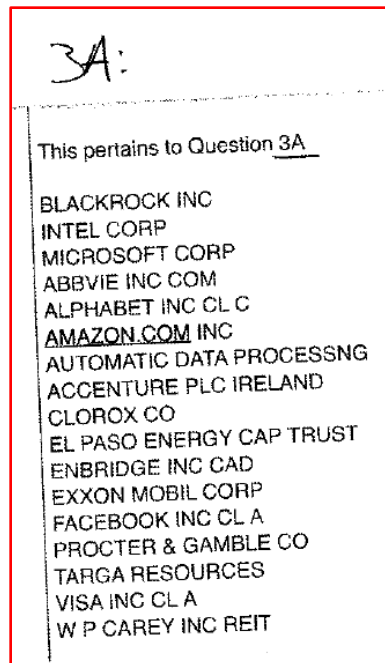 3A:
This pertains to Question 3A
BLACKROCK INC
INTEL CORP
MICROSOFT CORP
ABBVIE INC COM
ALPHABET INC CL C
AMAZON.COM INC
AUTOMATIC DATA PROCESSNG
ACCENTURE PLC IRELAND
CLOROX CO
EL PASO ENERGY CAP TRUST
ENBRIDGE INC CAD
EXXON MOBIL CORP
FACEBOOK INC CL A
PROCTER & GAMBLE CO
TARGA RESOURCES
VISA INC CL A
W P CAREY INC REIT